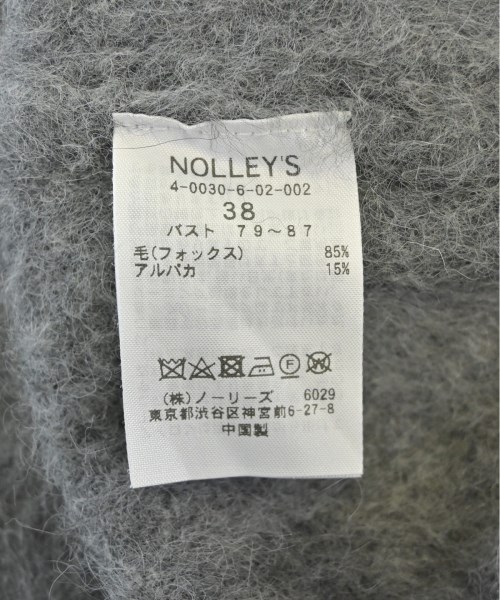 NOLLEY'S
4-0030-6-02-002
38
バスト 79～87
毛(フォックス) 85%
アルパカ 15%
(株)ノーリーズ 6029
東京都渋谷区神宮前6-27-8
中国製